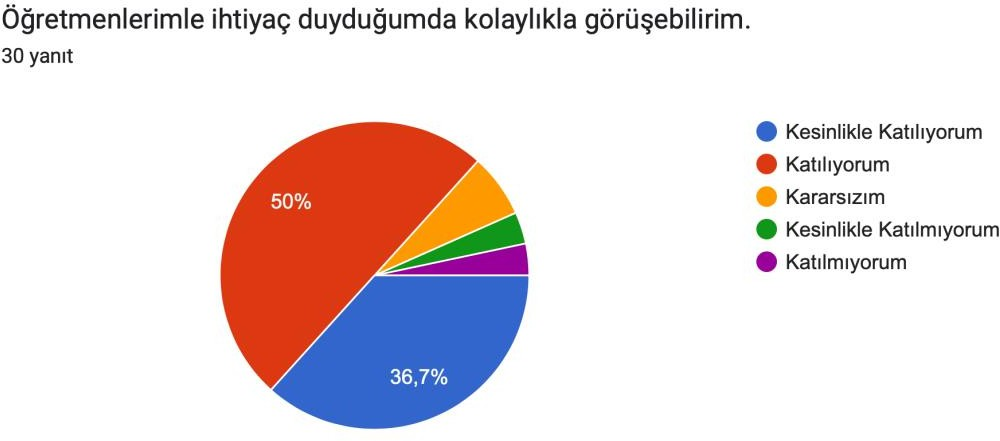 Öğretmenlerimle ihtiyaç duyduğumda kolaylıkla görüşebilirim.
30 yanıt
50%
36,7%
Kesinlikle Katılıyorum
Katılıyorum
Kararsızım
Kesinlikle Katılmıyorum
Katılmıyorum